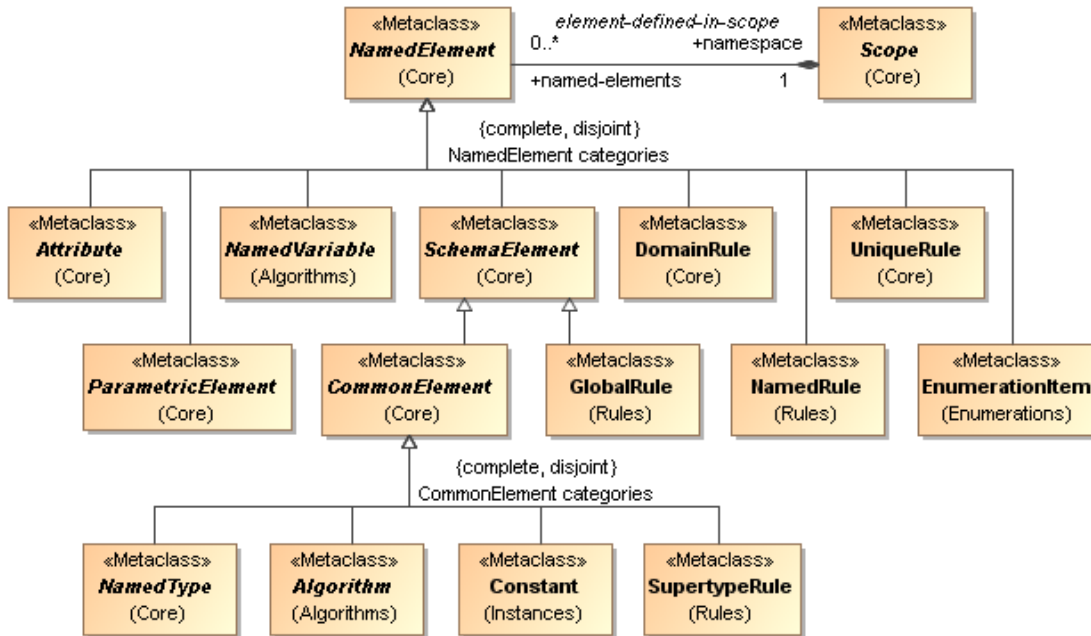 «Metaclass»
NamedElement
(Core)
element-defined-in-scope
0..*
+namespace
+named-elements
1
«Metaclass»
Scope
(Core)
{complete, disjoint}
NamedElement categories
«Metaclass»
Attribute
(Core)
«Metaclass»
NamedVariable
(Algorithms)
«Metaclass»
SchemaElement
(Core)
«Metaclass»
DomainRule
(Core)
«Metaclass»
UniqueRule
(Core)
«Metaclass»
ParametricElement
(Core)
«Metaclass»
CommonElement
(Core)
«Metaclass»
GlobalRule
(Rules)
«Metaclass»
NamedRule
(Rules)
«Metaclass»
EnumerationItem
(Enumerations)
{complete, disjoint}
CommonElement categories
«Metaclass»
NamedType
(Core)
«Metaclass»
Algorithm
(Algorithms)
«Metaclass»
Constant
(Instances)
«Metaclass»
SupertypeRule
(Rules)